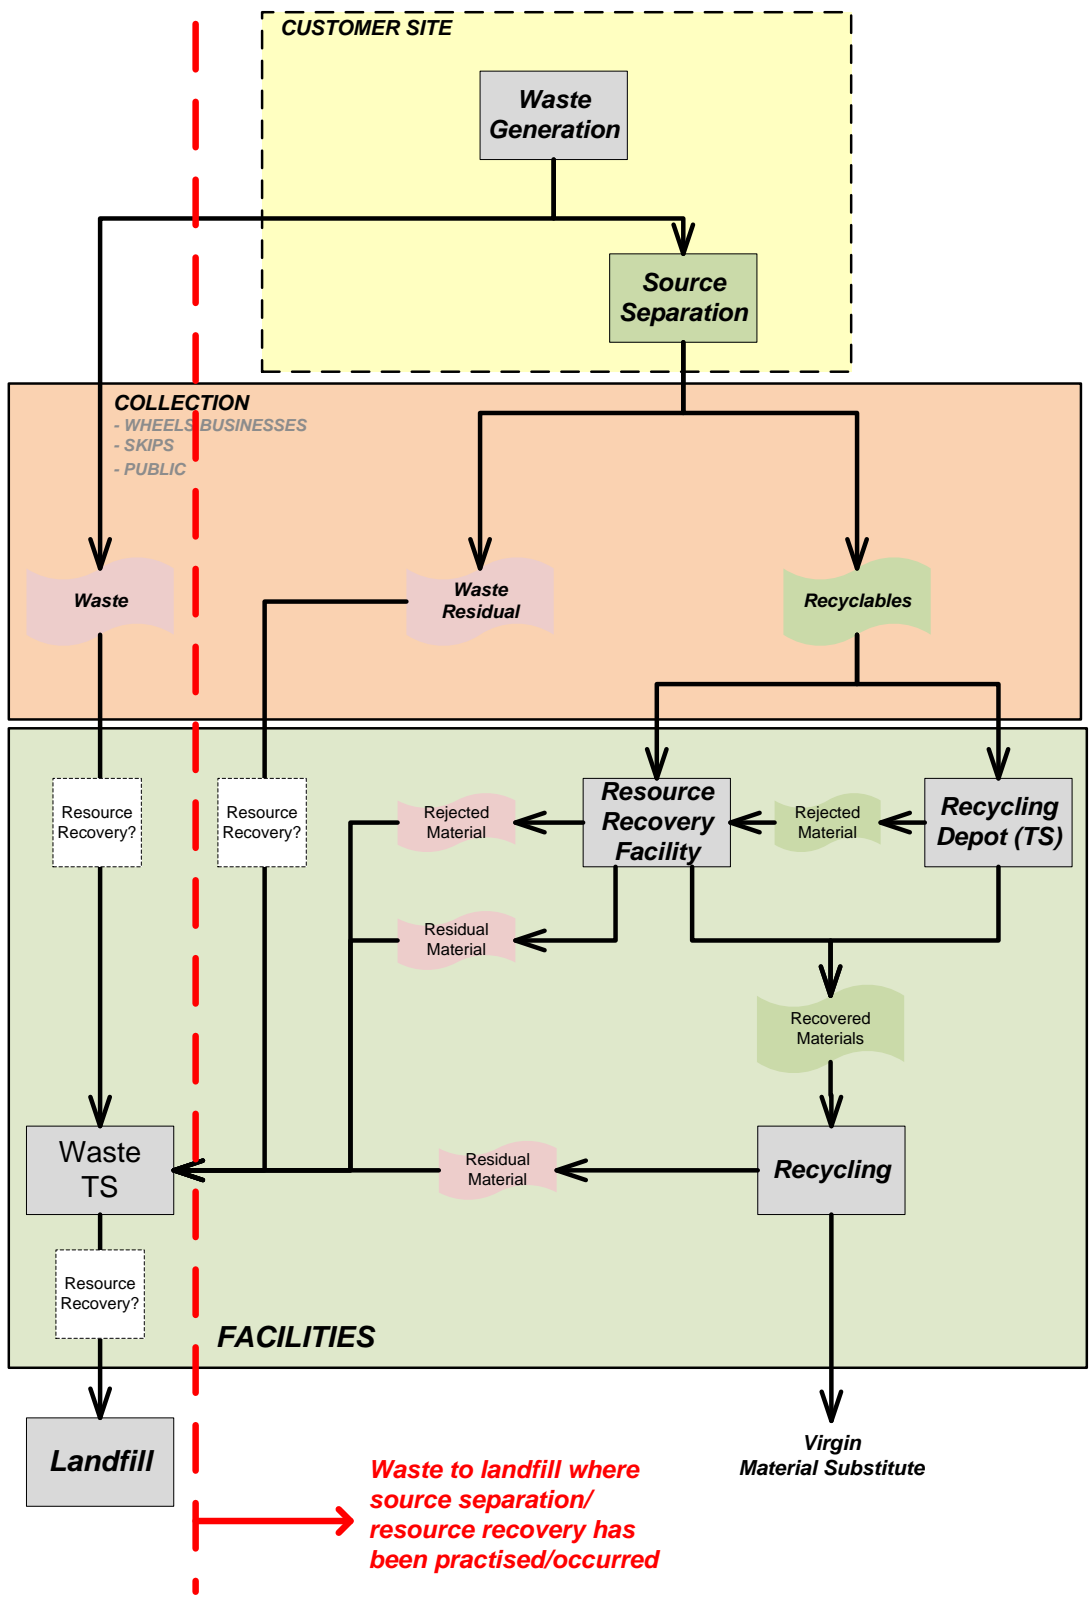 CUSTOMER SITE
Waste
Generation
Source
Separation
COLLECTION
- WHEELS BUSINESSES
- SKIPS
- PUBLIC
Waste
Waste
Residual
Recyclables
Resource
Recovery?
Resource
Recovery?
Rejected
Material
Resource
Recovery
Facility
Rejected
Material
Recycling
Depot (TS)
Residual
Material
Recovered
Materials
Waste
TS
Residual
Material
Recycling
Resource
Recovery?
FACILITIES
Landfill
Virgin
Material Substitute
Waste to landfill where
source separation/
resource recovery has
been practised/occurred